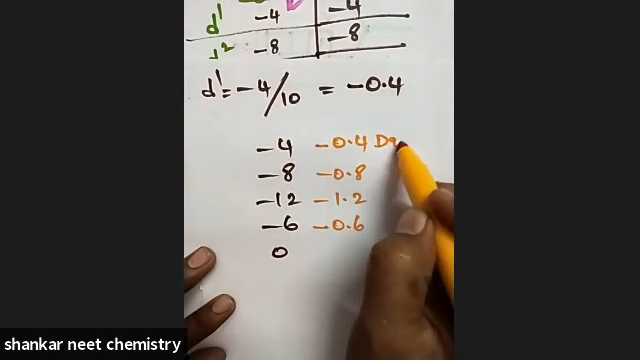 d¹ -4 -4
d² -8 -8
d¹ = -4/10 = -0.4
-4 -0.4
-8 -0.8
-12 -1.2
-6 -0.6
0
shankar neet chemistry